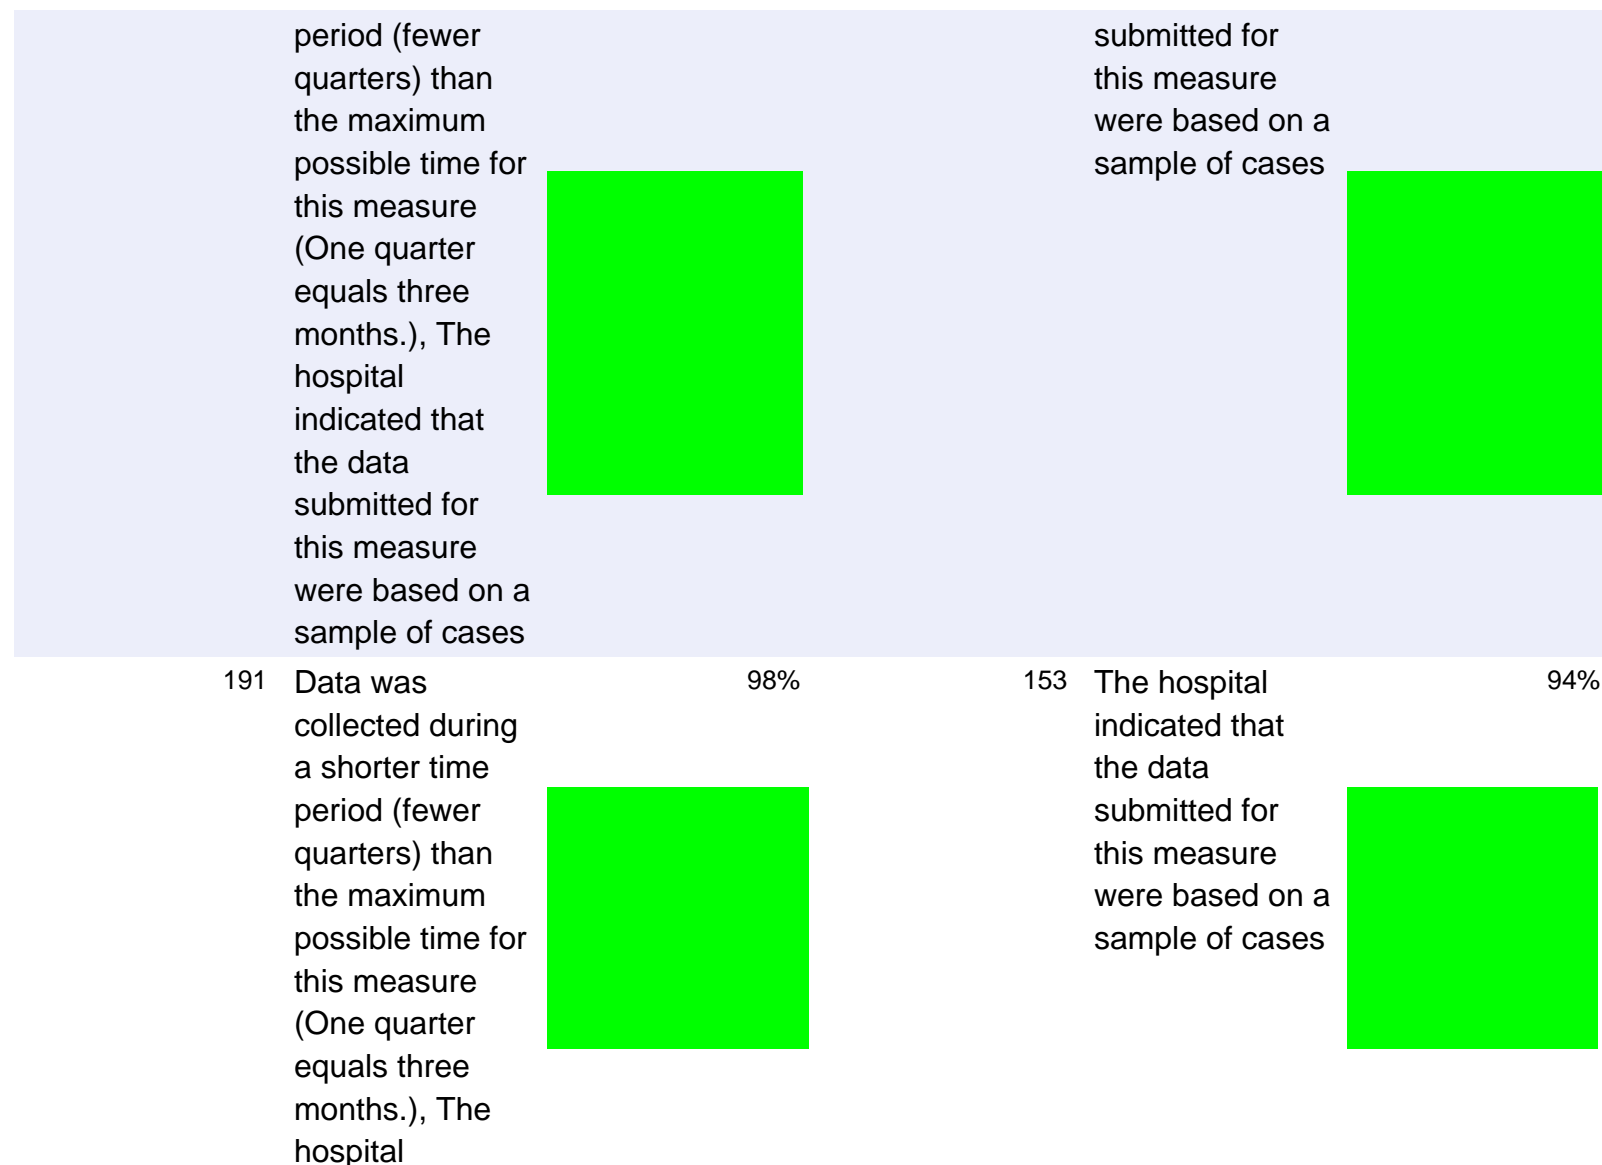 period (fewer
quarters) than
the maximum
possible time for
this measure
(One quarter
equals three
months.), The
hospital
indicated that
the data
submitted for
this measure
were based on a
sample of cases
submitted for
this measure
were based on a
sample of cases
191
Data was
collected during
a shorter time
period (fewer
quarters) than
the maximum
possible time for
this measure
(One quarter
equals three
months.), The
hospital
98%
153
The hospital
indicated that
the data
submitted for
this measure
were based on a
sample of cases
94%